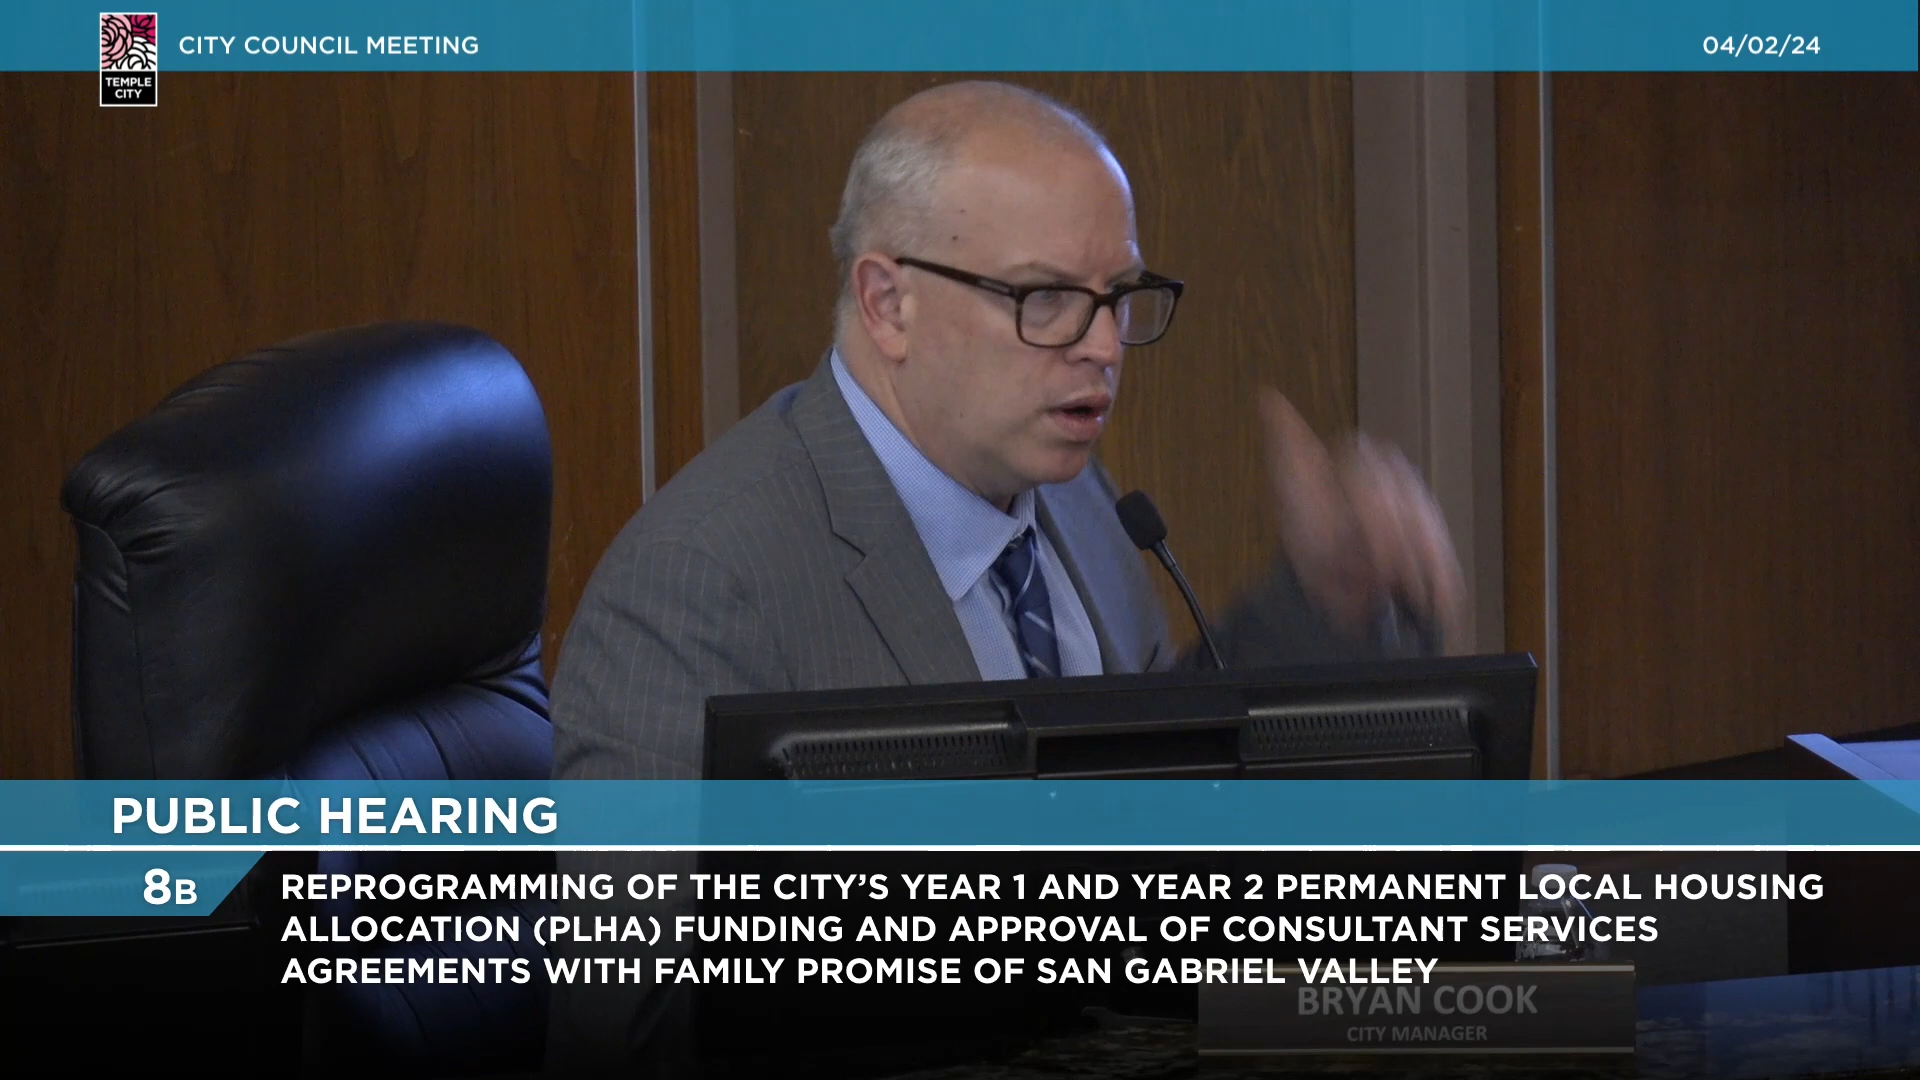 CITY COUNCIL MEETING
04/02/24
TEMPLE
CITY
PUBLIC HEARING
8B
REPROGRAMMING OF THE CITY’S YEAR 1 AND YEAR 2 PERMANENT LOCAL HOUSING
ALLOCATION (PLHA) FUNDING AND APPROVAL OF CONSULTANT SERVICES
AGREEMENTS WITH FAMILY PROMISE OF SAN GABRIEL VALLEY
BRYAN COOK
CITY MANAGER